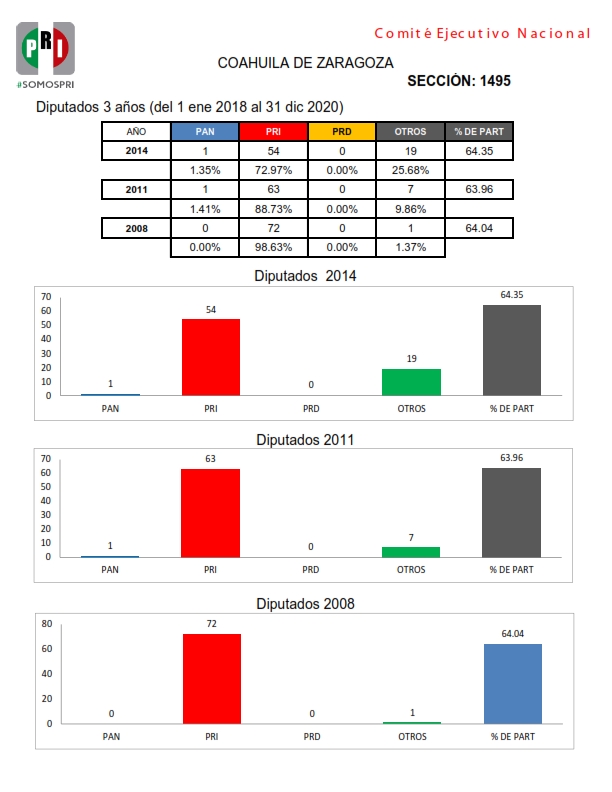 PRI
#SOMOSPRI
Comité Ejecutivo Nacional
COAHUILA DE ZARAGOZA
SECCIÓN: 1495
Diputados 3 años (del 1 ene 2018 al 31 dic 2020)
AÑO PAN PRI PRD OTROS % DE PART
2014 1 54 0 19 64.35
1.35% 72.97% 0.00% 25.68%
2011 1 63 0 7 63.96
1.41% 88.73% 0.00% 9.86%
2008 0 72 0 1 64.04
0.00% 98.63% 0.00% 1.37%
Diputados 2014
70
60
50
40
30
20
10
0
1 54 0 19 64.35
PAN PRI PRD OTROS % DE PART
Diputados 2011
70
60
50
40
30
20
10
0
1 63 0 7 63.96
PAN PRI PRD OTROS % DE PART
Diputados 2008
80
60
40
20
0
0 72 0 1 64.04
PAN PRI PRD OTROS % DE PART